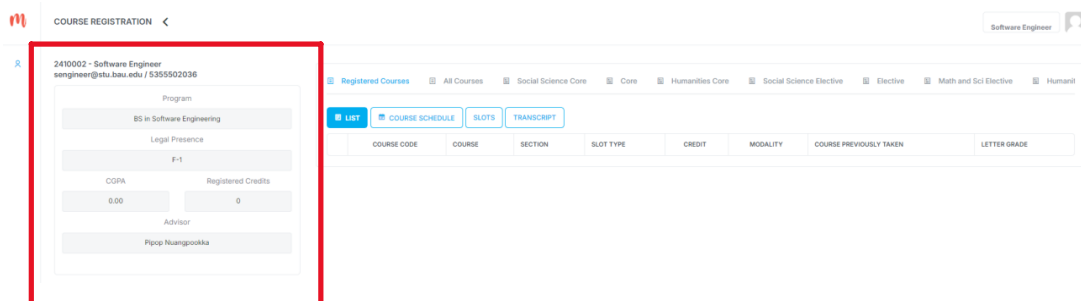 COURSE REGISTRATION
Software Engineer
2410002 - Software Engineer
sengineer@stu.bau.edu / 5355502036
Program
BS in Software Engineering
Legal Presence
F-1
CGPA Registered Credits
0.00 0
Advisor
Pipop Nuangpookka
Registered Courses All Courses Social Science Core Core Humanities Core Social Science Elective Elective Math and Sci Elective Humanit
LIST COURSE SCHEDULE SLOTS TRANSCRIPT
COURSE CODE COURSE SECTION SLOT TYPE CREDIT MODALITY COURSE PREVIOUSLY TAKEN LETTER GRADE